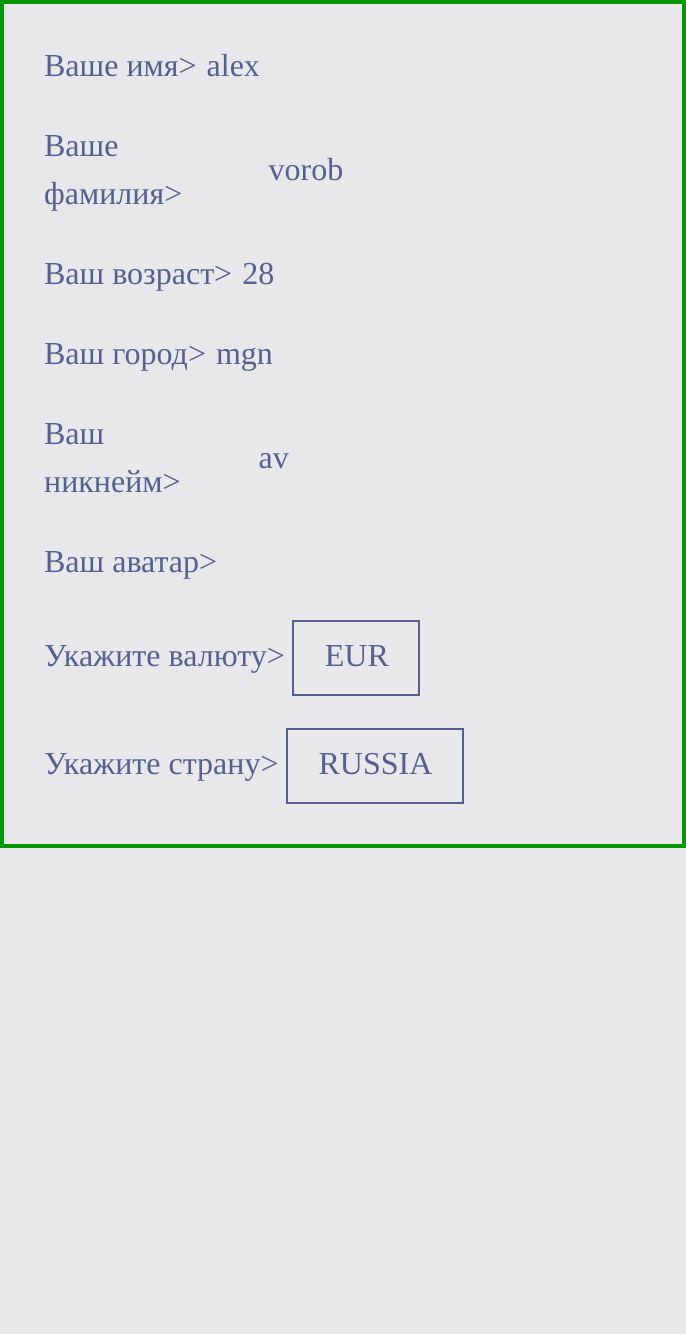 Ваше имя> alex
Ваше
vorob
фамилия>
Ваш возраст> 28
Ваш город> mgn
Ваш
av
никнейм>
Ваш аватар>
Укажите валюту> EUR
Укажите страну> RUSSIA